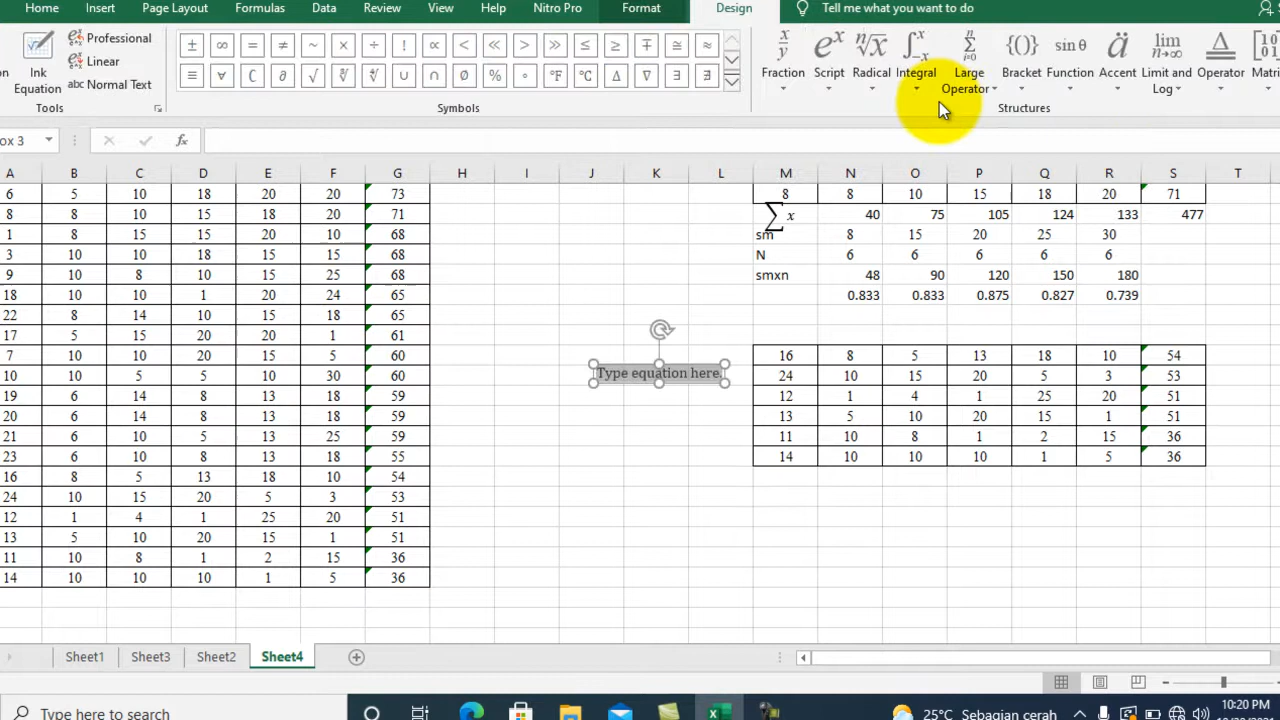 Home Insert Page Layout Formulas Data Review View Help Nitro Pro Format Design Tell me what you want to do
Ink Equation
Professional
Linear
abc Normal Text
Tools
± ∞ = ≠ ~ × ÷ ! ∝ < ≪ > ≫ ≤ ≥ ∓ ≅ ≈
≡ ∀ ∁ ∂ √ ∛ ∜ ∪ ∩ ∅ % ° °F °C ∆ ∇ ∃ ∄
Symbols
Fraction Script Radical Integral Large Operator Bracket Function Accent Limit and Log Operator Matri
Structures
ox 3 fx
A B C D E F G H I J K L M N O P Q R S T
6 5 10 18 20 20 73 8 8 10 15 18 20 71
8 8 10 15 18 20 71 ∑ x 40 75 105 124 133 477
1 8 15 15 20 10 68 sm 8 15 20 25 30
3 10 10 18 15 15 68 N 6 6 6 6 6
9 10 8 10 15 25 68 smxn 48 90 120 150 180
18 10 10 1 20 24 65 0.833 0.833 0.875 0.827 0.739
22 8 14 10 15 18 65
17 5 15 20 20 1 61
7 10 10 20 15 5 60 16 8 5 13 18 10 54
Type equation here.
10 10 5 5 10 30 60 24 10 15 20 5 3 53
19 6 14 8 13 18 59 12 1 4 1 25 20 51
20 6 14 8 13 18 59 13 5 10 20 15 1 51
21 6 10 5 13 25 59 11 10 8 1 2 15 36
23 6 10 8 13 18 55 14 10 10 10 1 5 36
16 8 5 13 18 10 54
24 10 15 20 5 3 53
12 1 4 1 25 20 51
13 5 10 20 15 1 51
11 10 8 1 2 15 36
14 10 10 10 1 5 36
Sheet1 Sheet3 Sheet2 Sheet4
Type here to search 25°C Sebagian cerah 10:20 PM